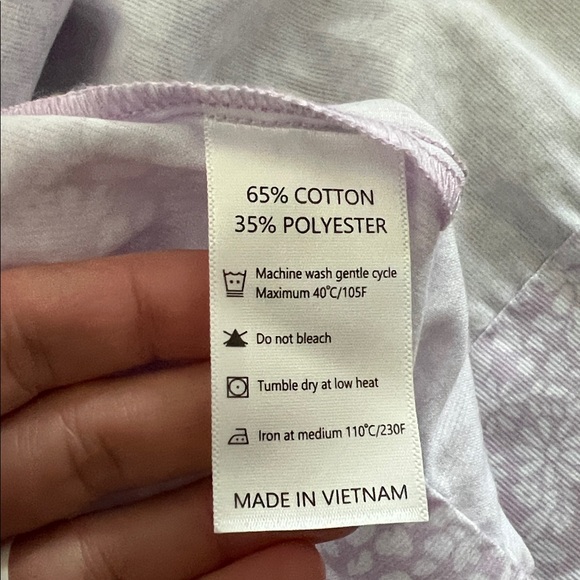 65% COTTON
35% POLYESTER
Machine wash gentle cycle
Maximum 40°C/105F
Do not bleach
Tumble dry at low heat
Iron at medium 110°C/230F
MADE IN VIETNAM